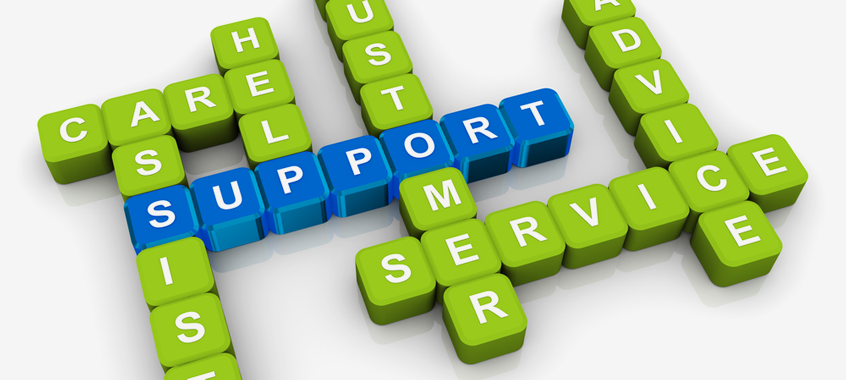 CARE
HELP
ASSIST
SUPPORT
USTOMER
SERVICE
ADVICE